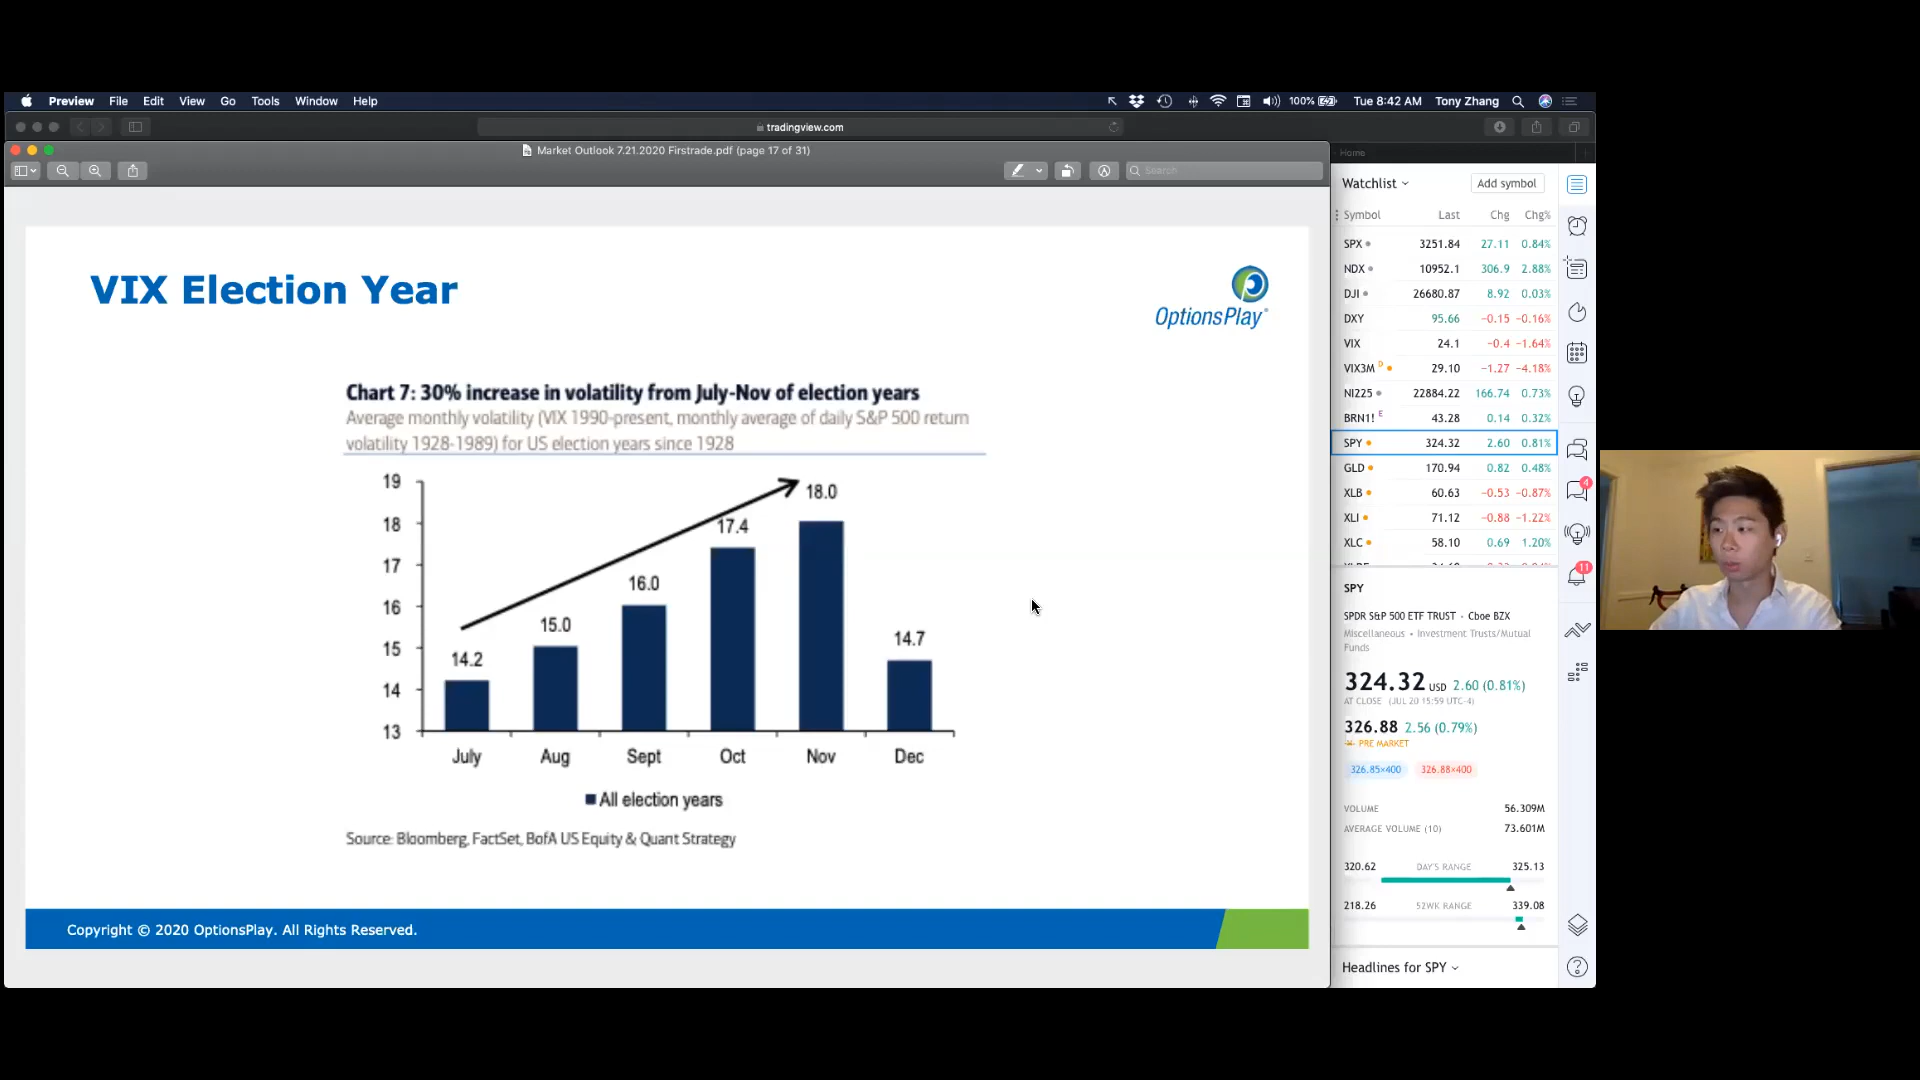 Preview File Edit View Go Tools Window Help
100% Tue 8:42 AM Tony Zhang
tradingview.com
Market Outlook 7.21.2020 Firstrade.pdf (page 17 of 31)
Search
VIX Election Year
OptionsPlay
Chart 7: 30% increase in volatility from July-Nov of election years
Average monthly volatility (VIX 1990-present, monthly average of daily S&P 500 return
volatility 1928-1989) for US election years since 1928
19
18
17
16
15
14
13
14.2
15.0
16.0
17.4
18.0
14.7
July Aug Sept Oct Nov Dec
All election years
Source: Bloomberg, FactSet, BofA US Equity & Quant Strategy
Copyright © 2020 OptionsPlay. All Rights Reserved.
Home
Watchlist Add symbol
Symbol Last Chg Chg%
SPX 3251.84 27.11 0.84%
NDX 10952.1 306.9 2.88%
DJI 26680.87 8.92 0.03%
DXY 95.66 −0.15 −0.16%
VIX 24.1 −0.4 −1.64%
VIX3M D 29.10 −1.27 −4.18%
NI225 22884.22 166.74 0.73%
BRN1! E 43.28 0.14 0.32%
SPY 324.32 2.60 0.81%
GLD 170.94 0.82 0.48%
XLB 60.63 −0.53 −0.87%
XLI 71.12 −0.88 −1.22%
XLC 58.10 0.69 1.20%
4
11
SPY
SPDR S&P 500 ETF TRUST • Cboe BZX
Miscellaneous • Investment Trusts/Mutual
Funds
324.32 USD 2.60 (0.81%)
AT CLOSE (JUL 20 15:59 UTC-4)
326.88 2.56 (0.79%)
PRE MARKET
326.85×400 326.88×400
VOLUME 56.309M
AVERAGE VOLUME (10) 73.601M
320.62 DAY'S RANGE 325.13
218.26 52WK RANGE 339.08
Headlines for SPY